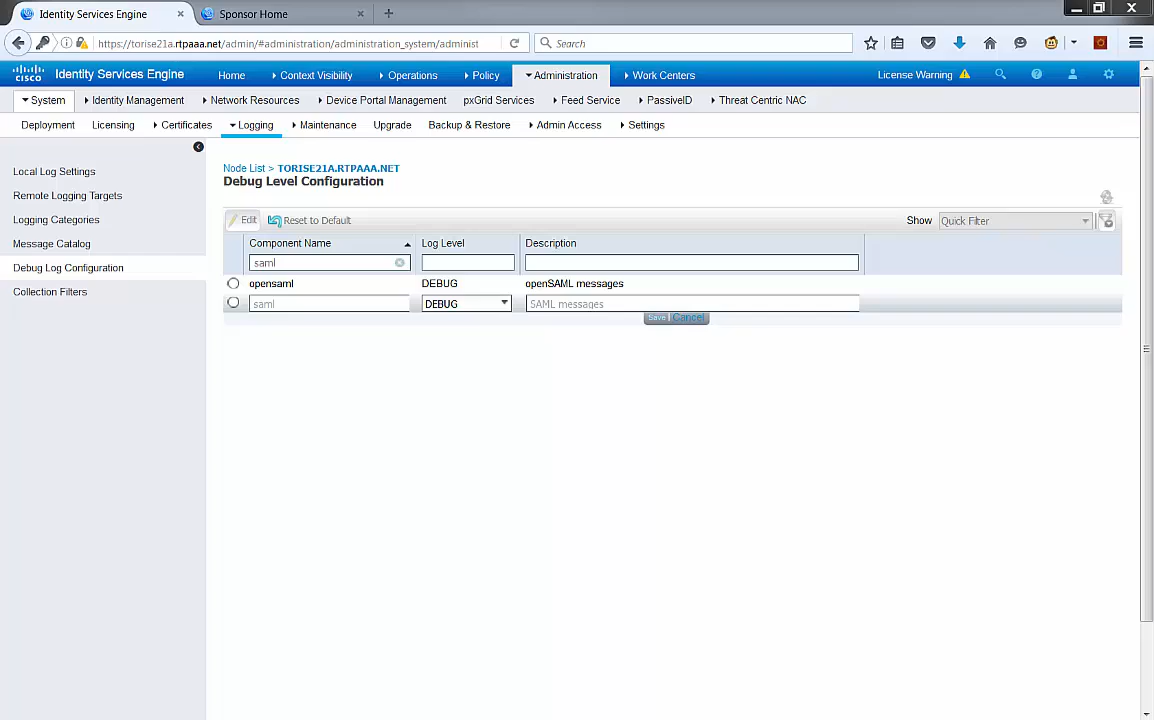 Identity Services Engine
Sponsor Home
https://torise21a.rtpaaa.net/admin/#administration/administration_system/administ
Search
cisco Identity Services Engine
Home
Context Visibility
Operations
Policy
Administration
Work Centers
License Warning
System
Identity Management
Network Resources
Device Portal Management
pxGrid Services
Feed Service
PassiveID
Threat Centric NAC
Deployment
Licensing
Certificates
Logging
Maintenance
Upgrade
Backup & Restore
Admin Access
Settings
Local Log Settings
Remote Logging Targets
Logging Categories
Message Catalog
Debug Log Configuration
Collection Filters
Node List > TORISE21A.RTPAAA.NET
Debug Level Configuration
Edit
Reset to Default
Show
Quick Filter
Component Name
Log Level
Description
saml
opensaml
DEBUG
openSAML messages
saml
DEBUG
SAML messages
Save
Cancel